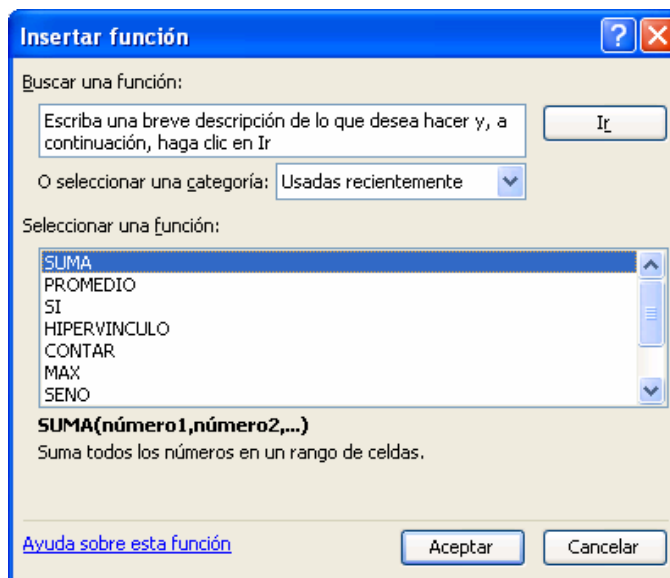 Insertar función
Buscar una función:
Escriba una breve descripción de lo que desea hacer y, a
continuación, haga clic en Ir
Ir
O seleccionar una categoría: Usadas recientemente
Seleccionar una función:
SUMA
PROMEDIO
SI
HIPERVINCULO
CONTAR
MAX
SENO
SUMA(número1,número2,...)
Suma todos los números en un rango de celdas.
Ayuda sobre esta función
Aceptar
Cancelar